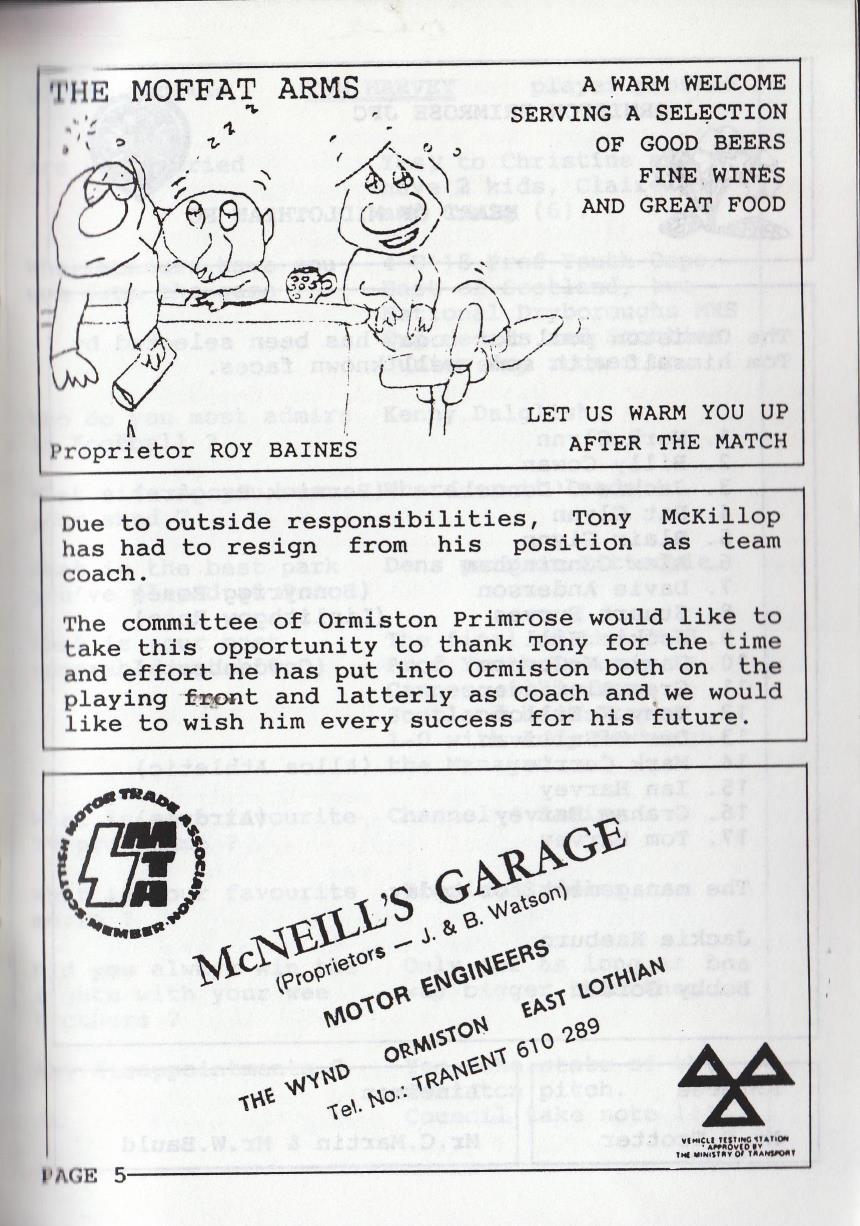 THE MOFFAT ARMS
A WARM WELCOME
SERVING A SELECTION
OF GOOD BEERS
FINE WINES
AND GREAT FOOD
z z z z
LET US WARM YOU UP
AFTER THE MATCH
Proprietor ROY BAINES
Due to outside responsibilities, Tony McKillop
has had to resign from his position as team
coach.
The committee of Ormiston Primrose would like to
take this opportunity to thank Tony for the time
and effort he has put into Ormiston both on the
playing front and latterly as Coach and we would
like to wish him every success for his future.
SCOTTISH MOTOR TRADE ASSOCIATION
MEMBER
SMTA
McNEILL'S GARAGE
(Proprietors — J. & B. Watson)
MOTOR ENGINEERS
THE WYND ORMISTON EAST LOTHIAN
Tel. No.: TRANENT 610 289
VEHICLE TESTING STATION
APPROVED BY
THE MINISTRY OF TRANSPORT
PAGE 5